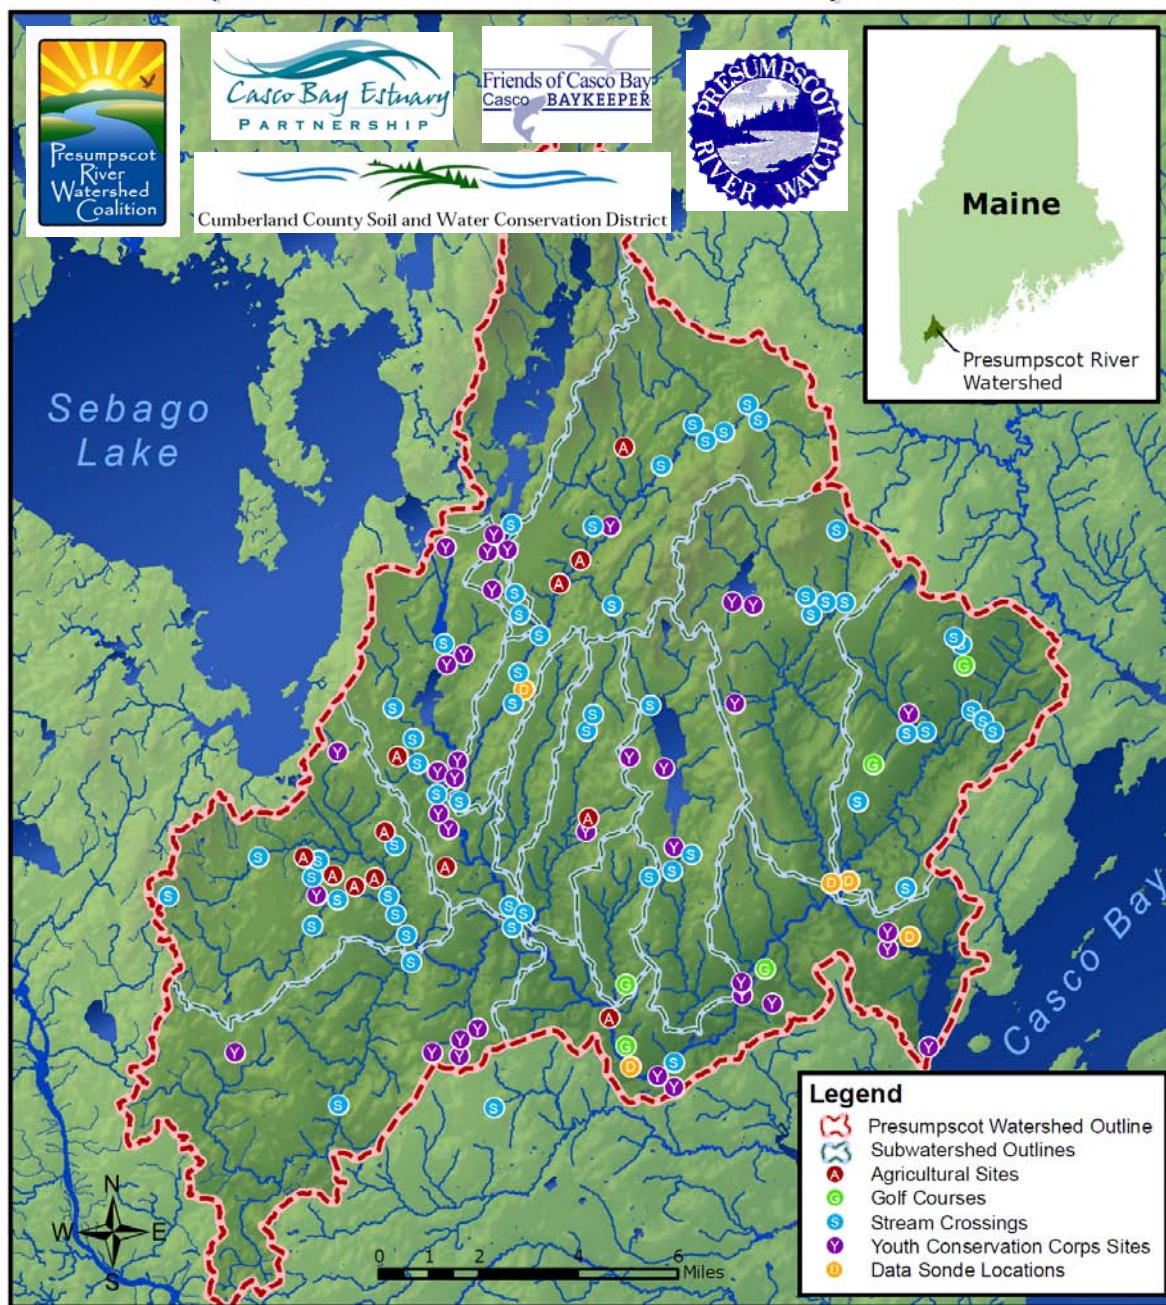 Presumpscot
River
Watershed
Coalition
Casco Bay Estuary
PARTNERSHIP
Friends of Casco Bay
Casco BAYKEEPER
PRESUMPSCOT
RIVER WATCH
Cumberland County Soil and Water Conservation District
Maine
Presumpscot River
Watershed
Sebago
Lake
Casco Bay
Legend
Presumpscot Watershed Outline
Subwatershed Outlines
A Agricultural Sites
G Golf Courses
S Stream Crossings
Y Youth Conservation Corps Sites
D Data Sonde Locations
N
W E
S
0 1 2 4 6
Miles